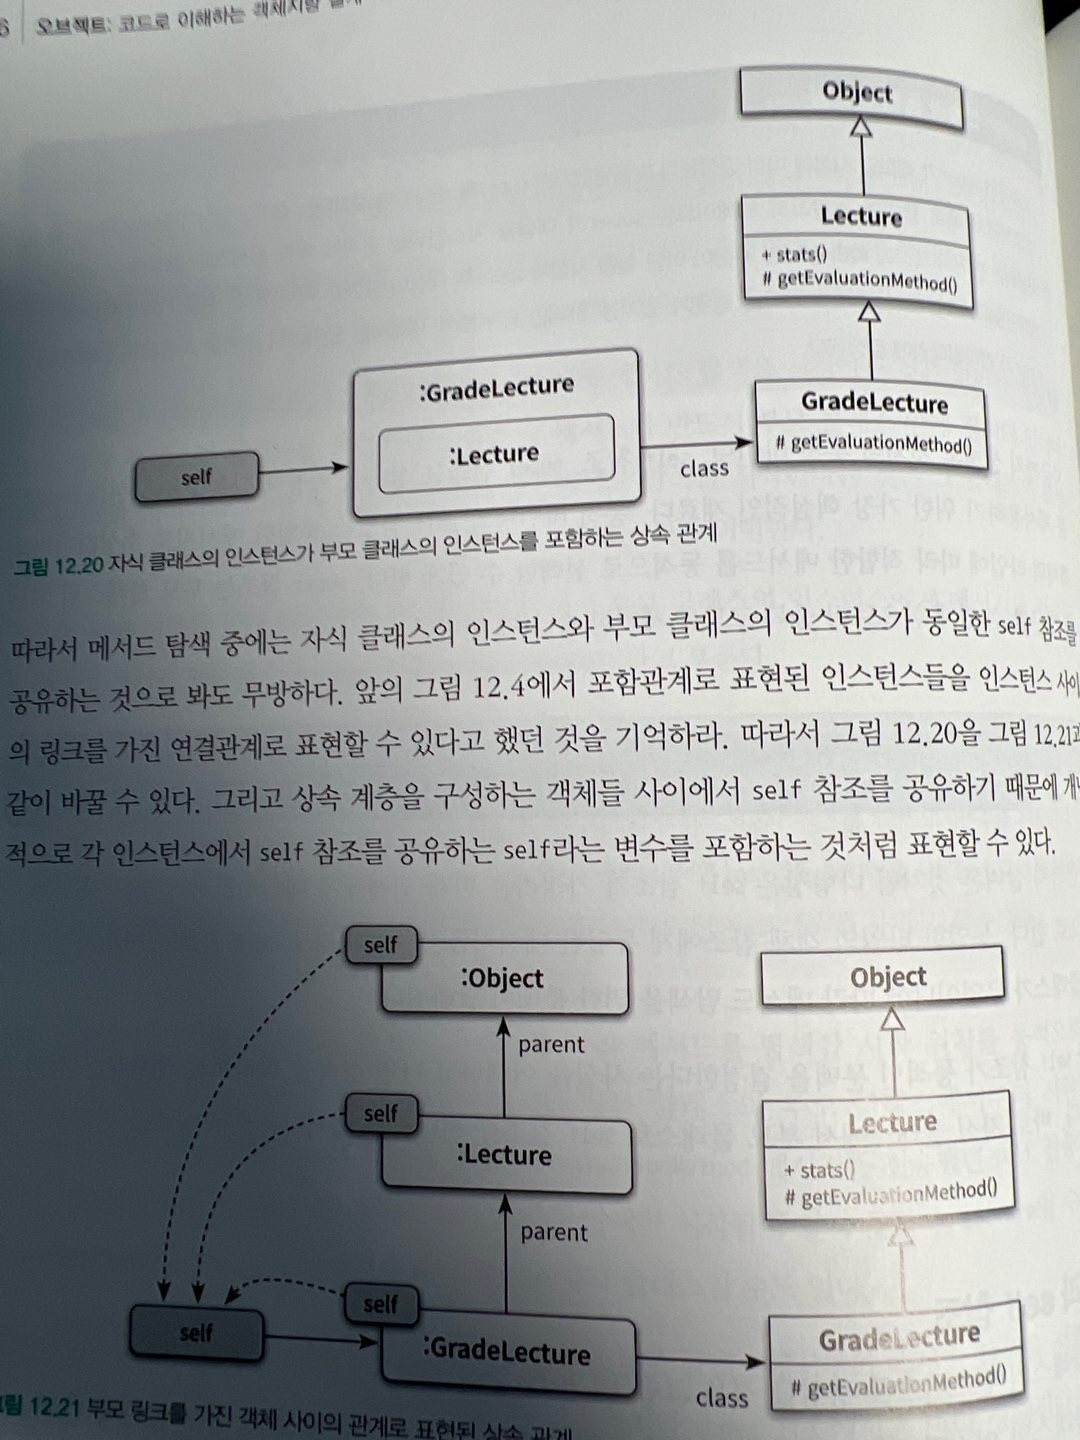 6 오브젝트: 코드로 이해하는 객체지향 설계
Object
Lecture
+ stats()
# getEvaluationMethod()
:GradeLecture
GradeLecture
:Lecture
# getEvaluationMethod()
self
class
그림 12.20 자식 클래스의 인스턴스가 부모 클래스의 인스턴스를 포함하는 상속 관계
따라서 메서드 탐색 중에는 자식 클래스의 인스턴스와 부모 클래스의 인스턴스가 동일한 self 참조를
공유하는 것으로 봐도 무방하다. 앞의 그림 12.4에서 포함관계로 표현된 인스턴스들을 인스턴스 사이
의 링크를 가진 연결관계로 표현할 수 있다고 했던 것을 기억하라. 따라서 그림 12.20을 그림 12.21과
같이 바꿀 수 있다. 그리고 상속 계층을 구성하는 객체들 사이에서 self 참조를 공유하기 때문에 개
적으로 각 인스턴스에서 self 참조를 공유하는 self라는 변수를 포함하는 것처럼 표현할 수 있다.
self
:Object
Object
parent
self
Lecture
:Lecture
+ stats()
# getEvaluationMethod()
parent
self
self
:GradeLecture
GradeLecture
# getEvaluationMethod()
class
그림 12.21 부모 링크를 가진 객체 사이의 관계로 표현된 상속 관계